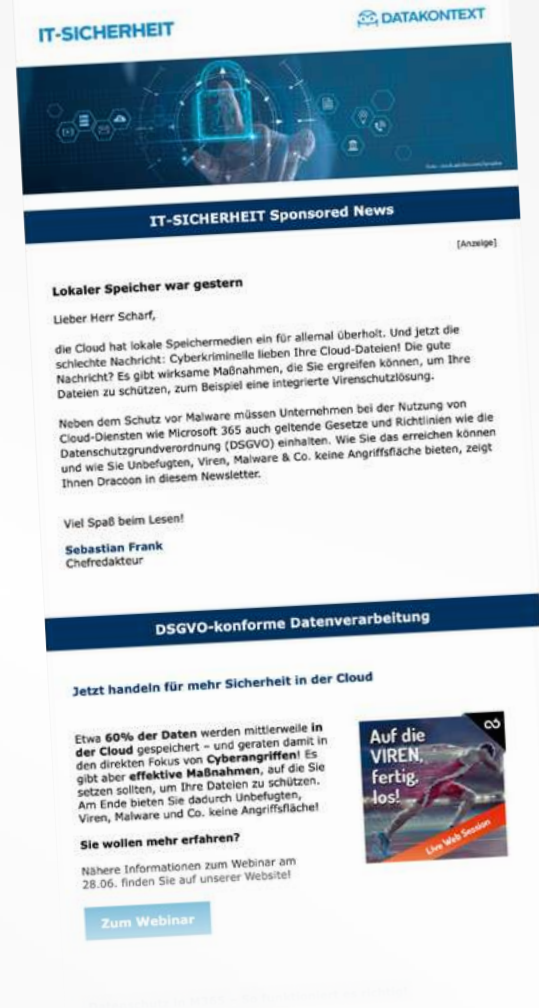 IT-SICHERHEIT
DATAKONTEXT
IT-SICHERHEIT Sponsored News
[Anzeige]
Lokaler Speicher war gestern
Lieber Herr Scharf,
die Cloud hat lokale Speichermedien ein für allemal überholt. Und jetzt die
schlechte Nachricht: Cyberkriminelle lieben Ihre Cloud-Dateien! Die gute
Nachricht? Es gibt wirksame Maßnahmen, die Sie ergreifen können, um Ihre
Dateien zu schützen, zum Beispiel eine integrierte Virenschutzlösung.
Neben dem Schutz vor Malware müssen Unternehmen bei der Nutzung von
Cloud-Diensten wie Microsoft 365 auch geltende Gesetze und Richtlinien wie die
Datenschutzgrundverordnung (DSGVO) einhalten. Wie Sie das erreichen können
und wie Sie Unbefugten, Viren, Malware & Co. keine Angriffsfläche bieten, zeigt
Ihnen Dracoon in diesem Newsletter.
Viel Spaß beim Lesen!
Sebastian Frank
Chefredakteur
DSGVO-konforme Datenverarbeitung
Jetzt handeln für mehr Sicherheit in der Cloud
Etwa 60% der Daten werden mittlerweile in
der Cloud gespeichert – und geraten damit in
den direkten Fokus von Cyberangriffen! Es
gibt aber effektive Maßnahmen, auf die Sie
setzen sollten, um Ihre Dateien zu schützen.
Am Ende bieten Sie dadurch Unbefugten,
Viren, Malware und Co. keine Angriffsfläche!
Sie wollen mehr erfahren?
Nähere Informationen zum Webinar am
28.06. finden Sie auf unserer Website!
Zum Webinar
Auf die
VIREN,
fertig,
los!
Live Web Session